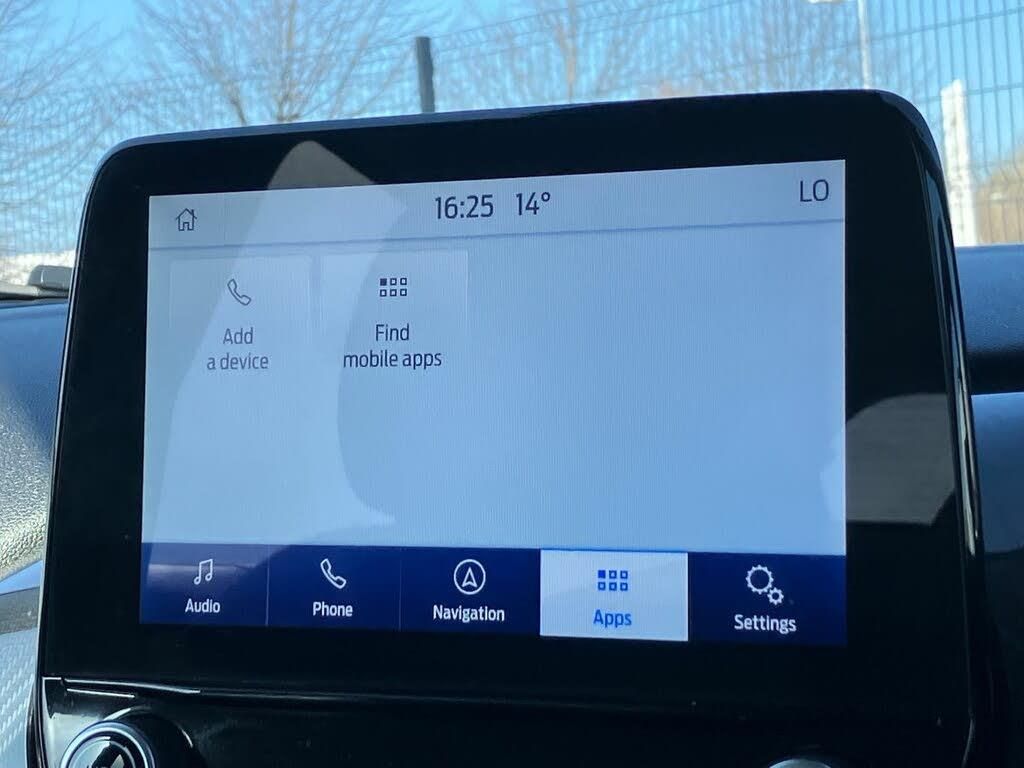 16:25 14° LO
Add
a device
Find
mobile apps
Audio
Phone
Navigation
Apps
Settings